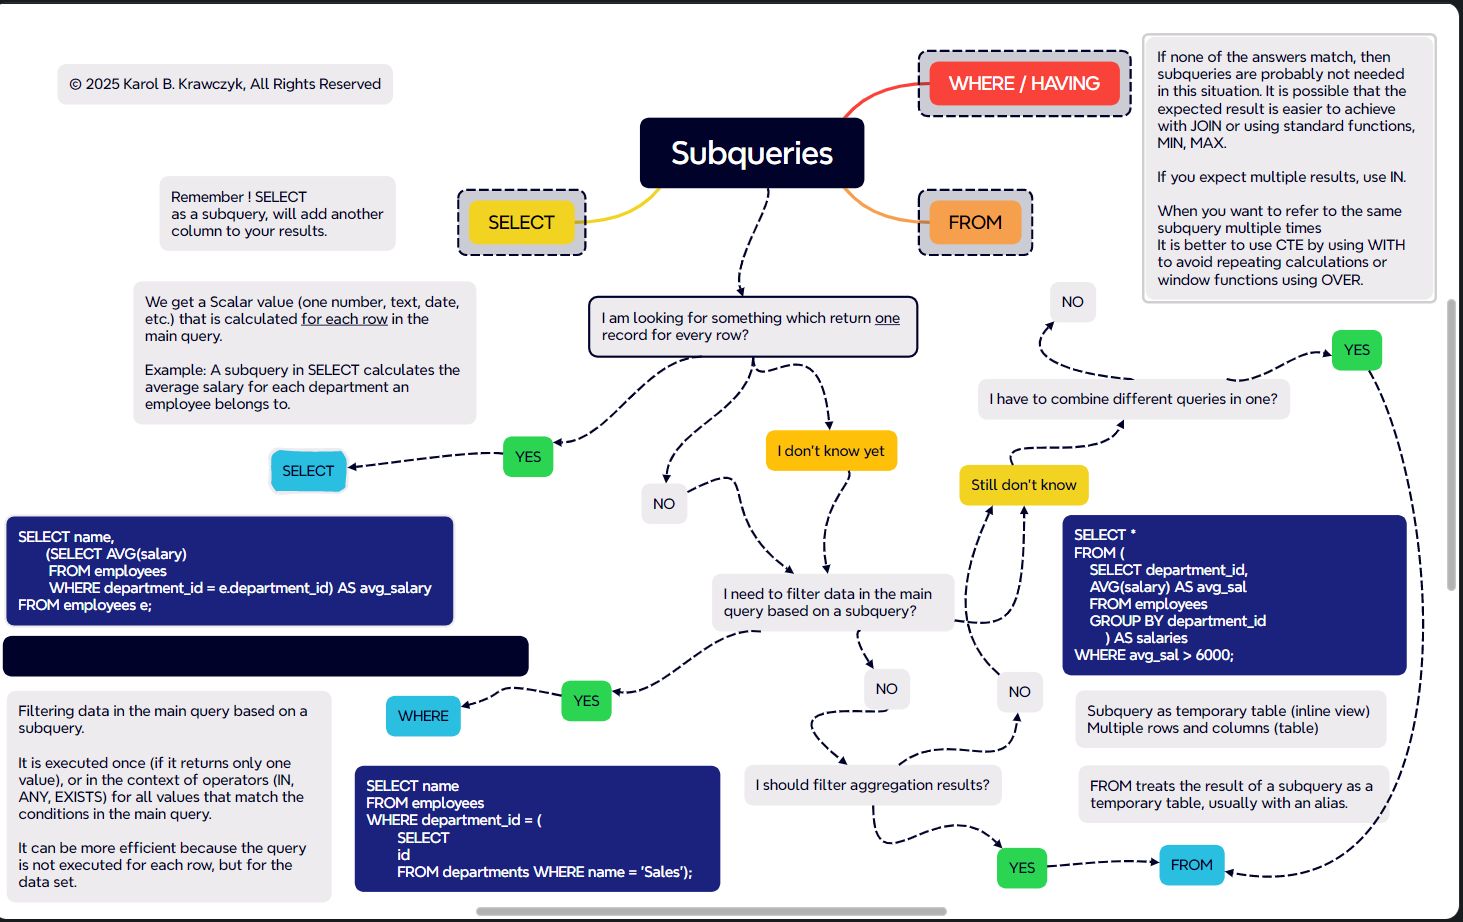 © 2025 Karol B. Krawczyk, All Rights Reserved
WHERE / HAVING
If none of the answers match, then
subqueries are probably not needed
in this situation. It is possible that the
expected result is easier to achieve
with JOIN or using standard functions,
MIN, MAX.
If you expect multiple results, use IN.
When you want to refer to the same
subquery multiple times
It is better to use CTE by using WITH
to avoid repeating calculations or
window functions using OVER.
Subqueries
Remember ! SELECT
as a subquery, will add another
column to your results.
SELECT
FROM
We get a Scalar value (one number, text, date,
etc.) that is calculated for each row in the
main query.
Example: A subquery in SELECT calculates the
average salary for each department an
employee belongs to.
I am looking for something which return one
record for every row?
NO
YES
I have to combine different queries in one?
SELECT
YES
I don't know yet
NO
Still don't know
SELECT name,
(SELECT AVG(salary)
FROM employees
WHERE department_id = e.department_id) AS avg_salary
FROM employees e;
SELECT *
FROM (
SELECT department_id,
AVG(salary) AS avg_sal
FROM employees
GROUP BY department_id
) AS salaries
WHERE avg_sal > 6000;
I need to filter data in the main
query based on a subquery?
Filtering data in the main query based on a
subquery.
It is executed once (if it returns only one
value), or in the context of operators (IN,
ANY, EXISTS) for all values that match the
conditions in the main query.
It can be more efficient because the query
is not executed for each row, but for the
data set.
WHERE
YES
NO
NO
Subquery as temporary table (inline view)
Multiple rows and columns (table)
SELECT name
FROM employees
WHERE department_id = (
SELECT
id
FROM departments WHERE name = 'Sales');
I should filter aggregation results?
FROM treats the result of a subquery as a
temporary table, usually with an alias.
YES
FROM